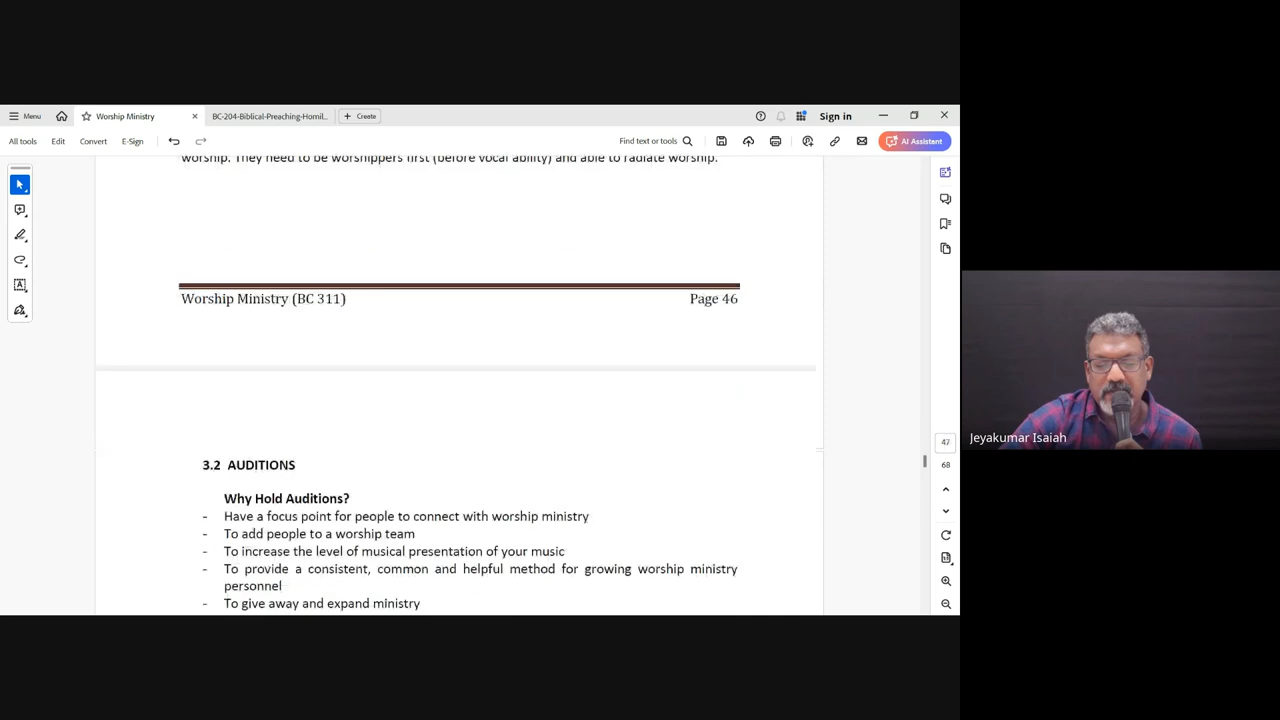 Menu
Worship Ministry
BC-204-Biblical-Preaching-Homil...
Create
Sign in
All tools
Edit
Convert
E-Sign
Find text or tools
AI Assistant
worship. They need to be worshippers first (before vocal ability) and able to radiate worship.
Worship Ministry (BC 311)
Page 46
3.2 AUDITIONS
Why Hold Auditions?
- Have a focus point for people to connect with worship ministry
- To add people to a worship team
- To increase the level of musical presentation of your music
- To provide a consistent, common and helpful method for growing worship ministry
personnel
- To give away and expand ministry
47
68
Jeyakumar Isaiah